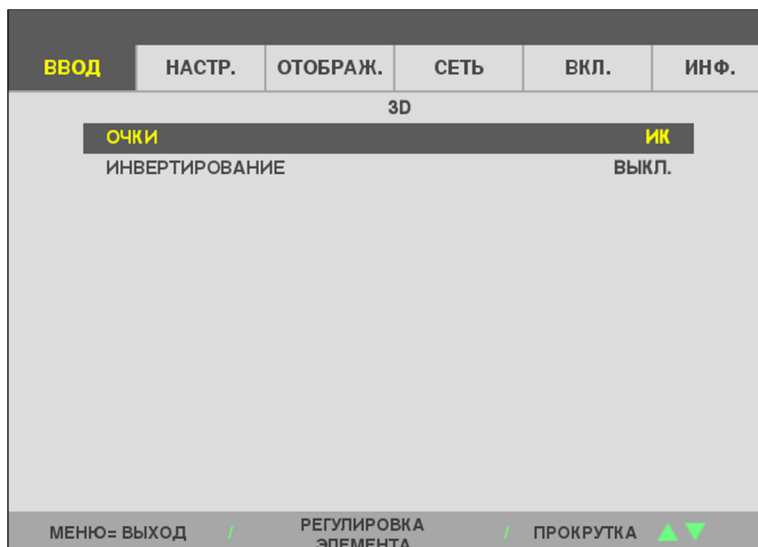 ВВОД НАСТР. ОТОБРАЖ. СЕТЬ ВКЛ. ИНФ.
3D
ОЧКИ ИК
ИНВЕРТИРОВАНИЕ ВЫКЛ.
МЕНЮ= ВЫХОД / РЕГУЛИРОВКА ЭЛЕМЕНТА / ПРОКРУТКА